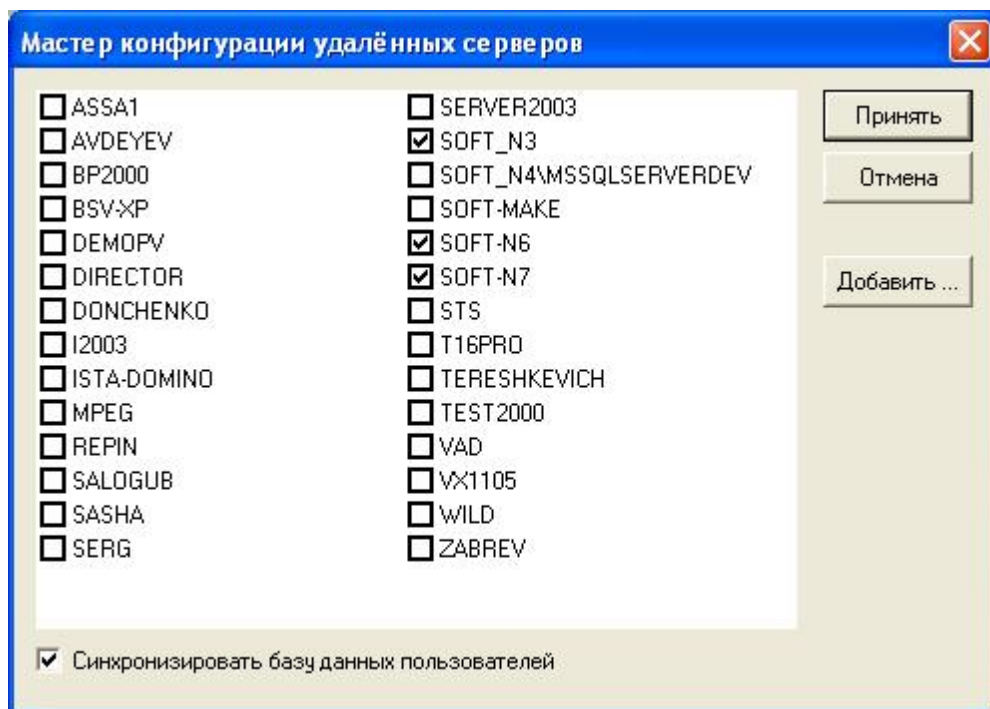 Мастер конфигурации удалённых серверов
ASSA1
AVDEYEV
BP2000
BSV-XP
DEMOPV
DIRECTOR
DONCHENKO
I2003
ISTA-DOMINO
MPEG
REPIN
SALOGUB
SASHA
SERG
SERVER2003
SOFT_N3
SOFT_N4\MSSQLSERVERDEV
SOFT-MAKE
SOFT-N6
SOFT-N7
STS
T16PRO
TERESHKEVICH
TEST2000
VAD
VX1105
WILD
ZABREV
Принять
Отмена
Добавить ...
Синхронизировать базу данных пользователей